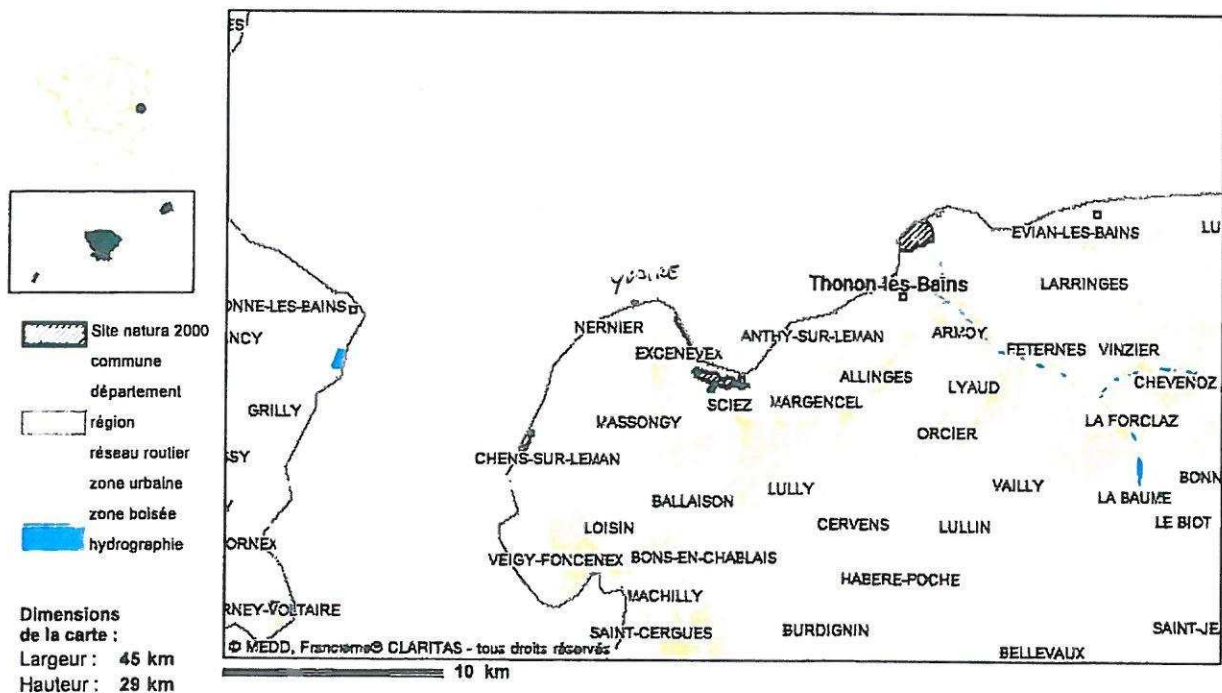 ES
YVOIRE
EVIAN-LES-BAINS
LU
Thonon-les-Bains
LARRINGES
ONNE-LES-BAINS
NCY
NERNIER
ANTHY-SUR-LEMAN
ARMOY
EXCENEVEX
FETERNES
VINZIER
ALLINGES
LYAUD
CHEVENOZ
GRILLY
SCIEZ
MARGENCEL
MASSONGY
ORCIER
LA FORCLAZ
SY
CHENS-SUR-LEMAN
LULLY
VAILLY
BONN
BALLAISON
LA BAUME
LOISIN
CERVENS
LULLIN
LE BIOT
ORNEX
VEIGY-FONCENEX
BONS-EN-CHABLAIS
HABERE-POCHE
MACHILLY
RNEY-VOLTAIRE
SAINT-CERGUES
BURDIGNIN
SAINT-JE
BELLEVAUX
© MEDD, Francieme® CLARITAS - tous droits réservés
10 km
Site natura 2000
commune
département
région
réseau routier
zone urbaine
zone boisée
hydrographie
Dimensions
de la carte :
Largeur : 45 km
Hauteur : 29 km